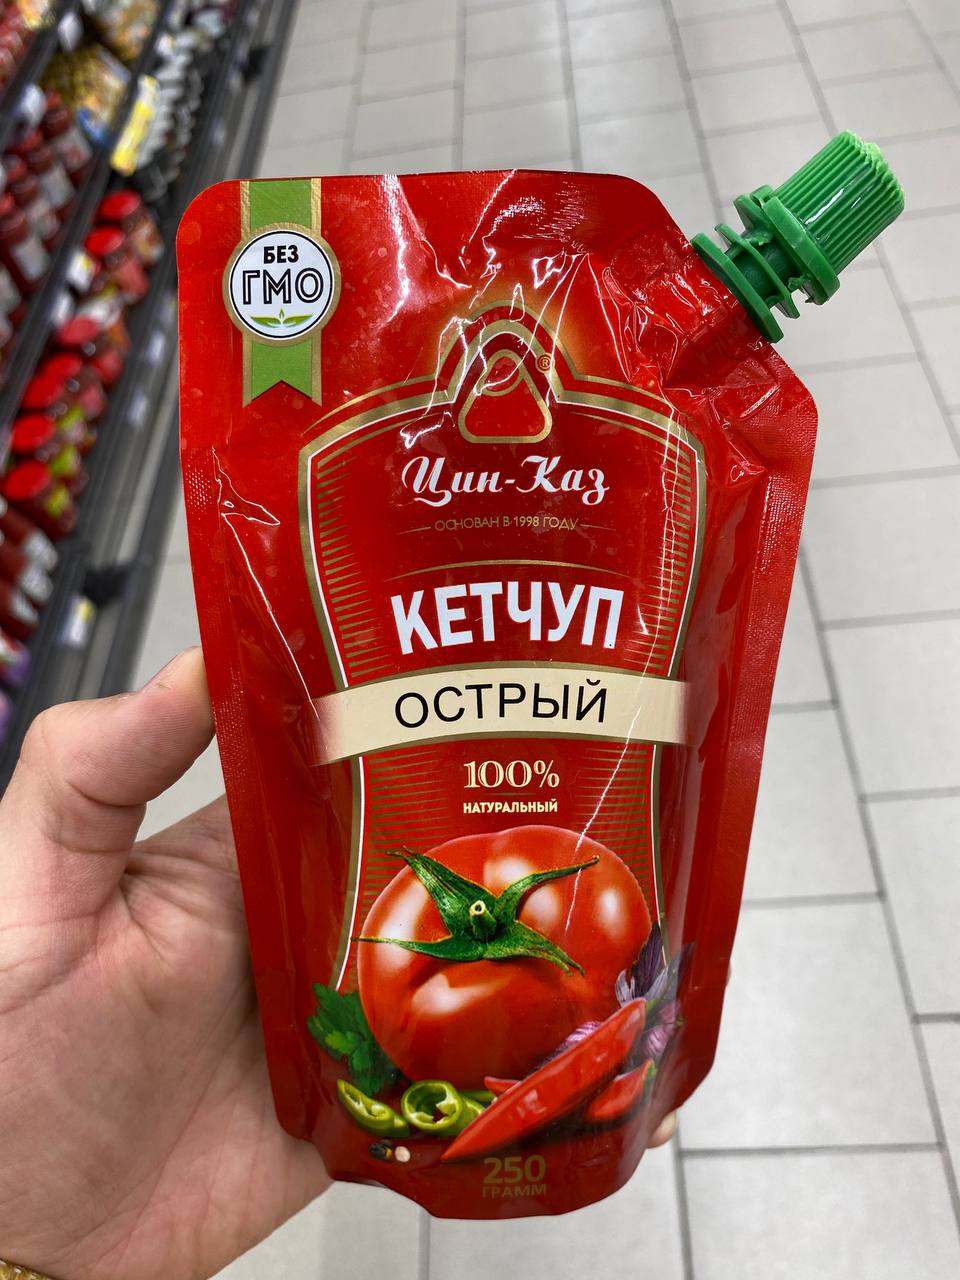 БЕЗ
ГМО
®
Цин-Каз
ОСНОВАН В 1998 ГОДУ
КЕТЧУП
ОСТРЫЙ
100%
НАТУРАЛЬНЫЙ
250
ГРАММ